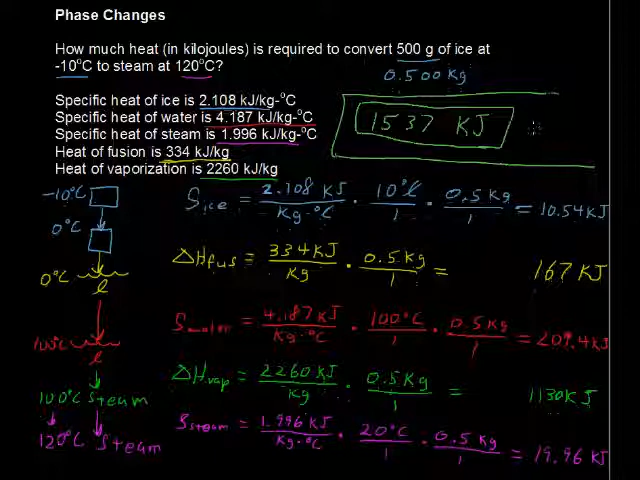 Phase Changes
How much heat (in kilojoules) is required to convert 500 g of ice at
-10°C to steam at 120°C?
0.500 Kg
Specific heat of ice is 2.108 kJ/kg-°C
Specific heat of water is 4.187 kJ/kg-°C
Specific heat of steam is 1.996 kJ/kg-°C
Heat of fusion is 334 kJ/kg
Heat of vaporization is 2260 kJ/kg
1537 KJ
-10°C
0°C
S ice = 2.108 KJ / Kg·°C · 10°C / 1 · 0.5 Kg / 1 = 10.54 KJ
0°C
l
ΔHfus = 334 KJ / Kg · 0.5 Kg / 1 = 167 KJ
100°C
l
S water = 4.187 KJ / Kg·°C · 100°C / 1 · 0.5 Kg / 1 = 209.4 KJ
100°C Steam
ΔHvap = 2260 KJ / Kg · 0.5 Kg / 1 = 1130 KJ
120°C Steam
S steam = 1.996 KJ / Kg·°C · 20°C / 1 · 0.5 Kg / 1 = 19.96 KJ